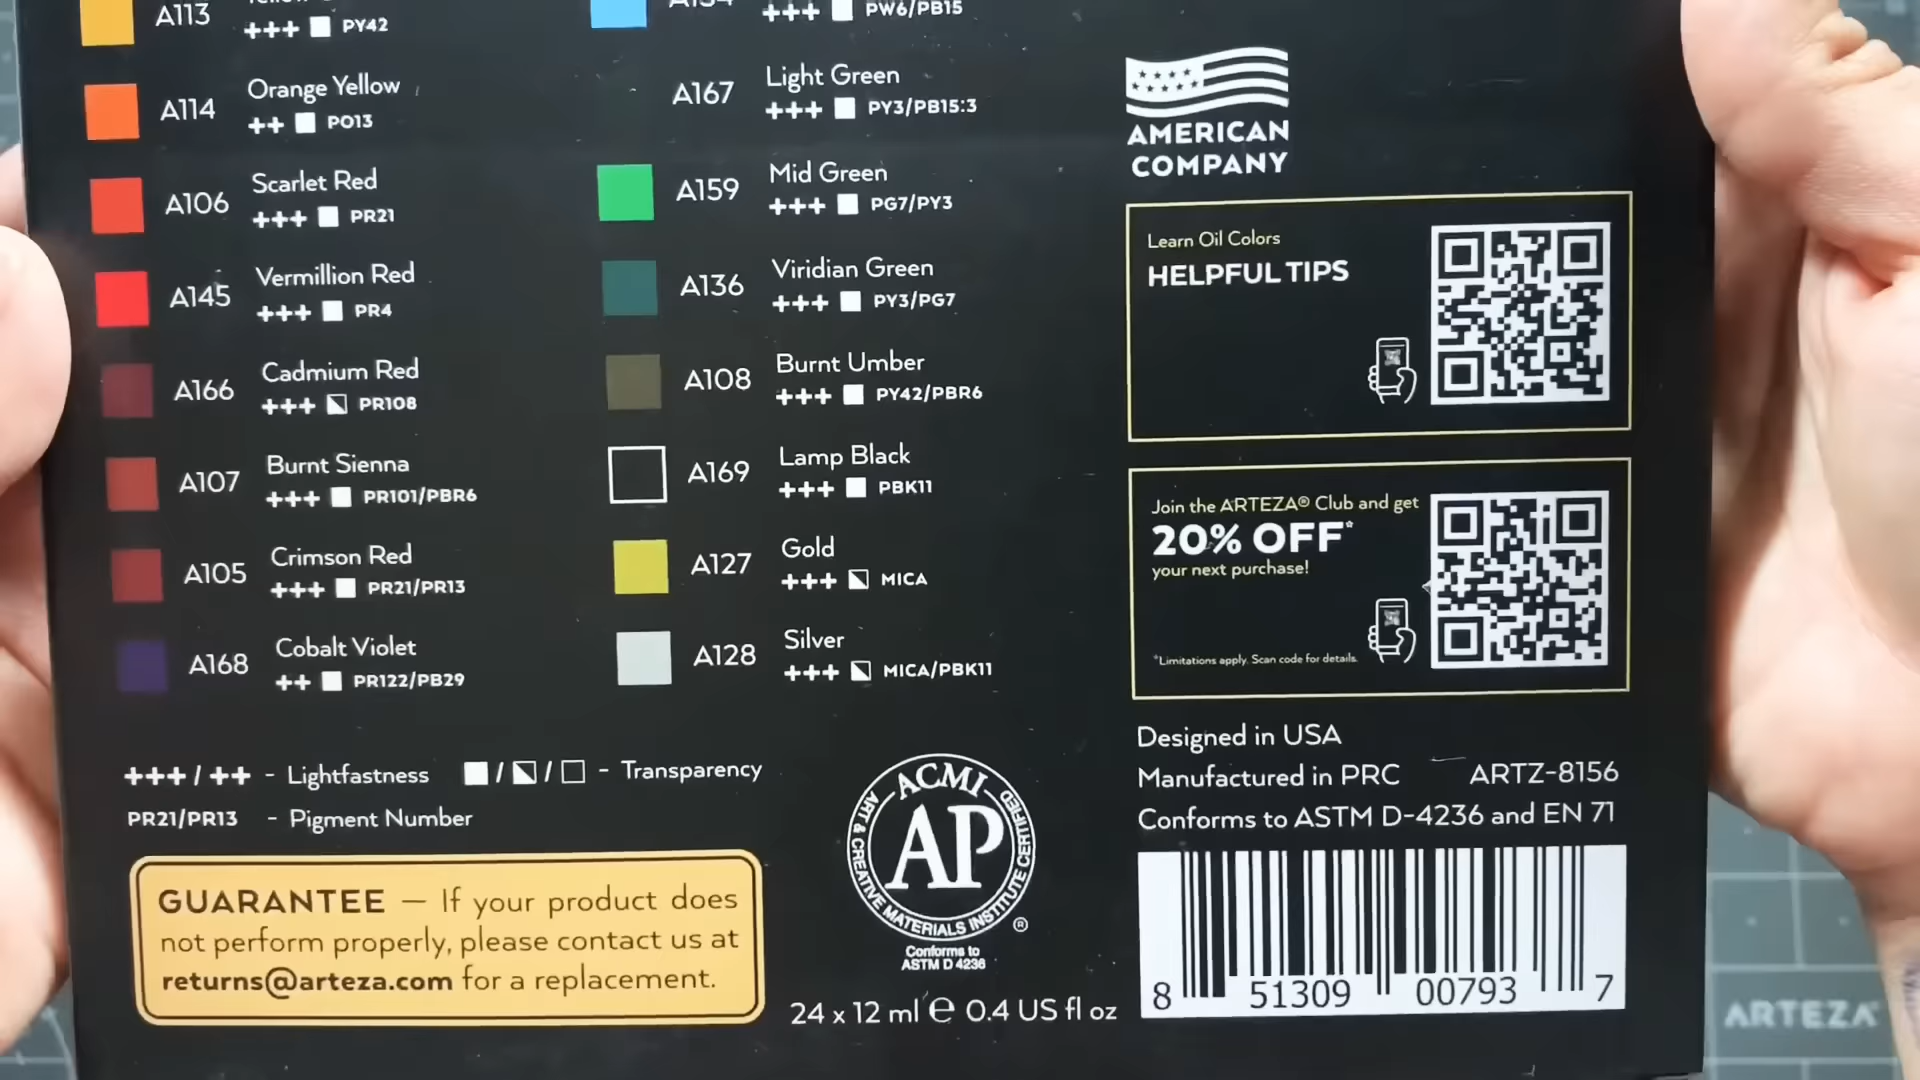 A113
+++ PY42
+++ PW6/PB15
A114
Orange Yellow
++ PO13
A106
Scarlet Red
+++ PR21
A145
Vermillion Red
+++ PR4
A166
Cadmium Red
+++ PR108
A107
Burnt Sienna
+++ PR101/PBR6
A105
Crimson Red
+++ PR21/PR13
A168
Cobalt Violet
++ PR122/PB29
A167
Light Green
+++ PY3/PB15:3
A159
Mid Green
+++ PG7/PY3
A136
Viridian Green
+++ PY3/PG7
A108
Burnt Umber
+++ PY42/PBR6
A169
Lamp Black
+++ PBK11
A127
Gold
+++ MICA
A128
Silver
+++ MICA/PBK11
+++ / ++ - Lightfastness / / - Transparency
PR21/PR13 - Pigment Number
GUARANTEE — If your product does
not perform properly, please contact us at
returns@arteza.com for a replacement.
ACMI
AP
ART & CREATIVE MATERIALS INSTITUTE CERTIFIED
®
Conforms to
ASTM D 4236
24 x 12 ml ℮ 0.4 US fl oz
AMERICAN
COMPANY
Learn Oil Colors
HELPFUL TIPS
Join the ARTEZA® Club and get
20% OFF*
your next purchase!
*Limitations apply. Scan code for details.
Designed in USA
Manufactured in PRC ARTZ-8156
Conforms to ASTM D-4236 and EN 71
8 51309 00793 7
ARTEZA